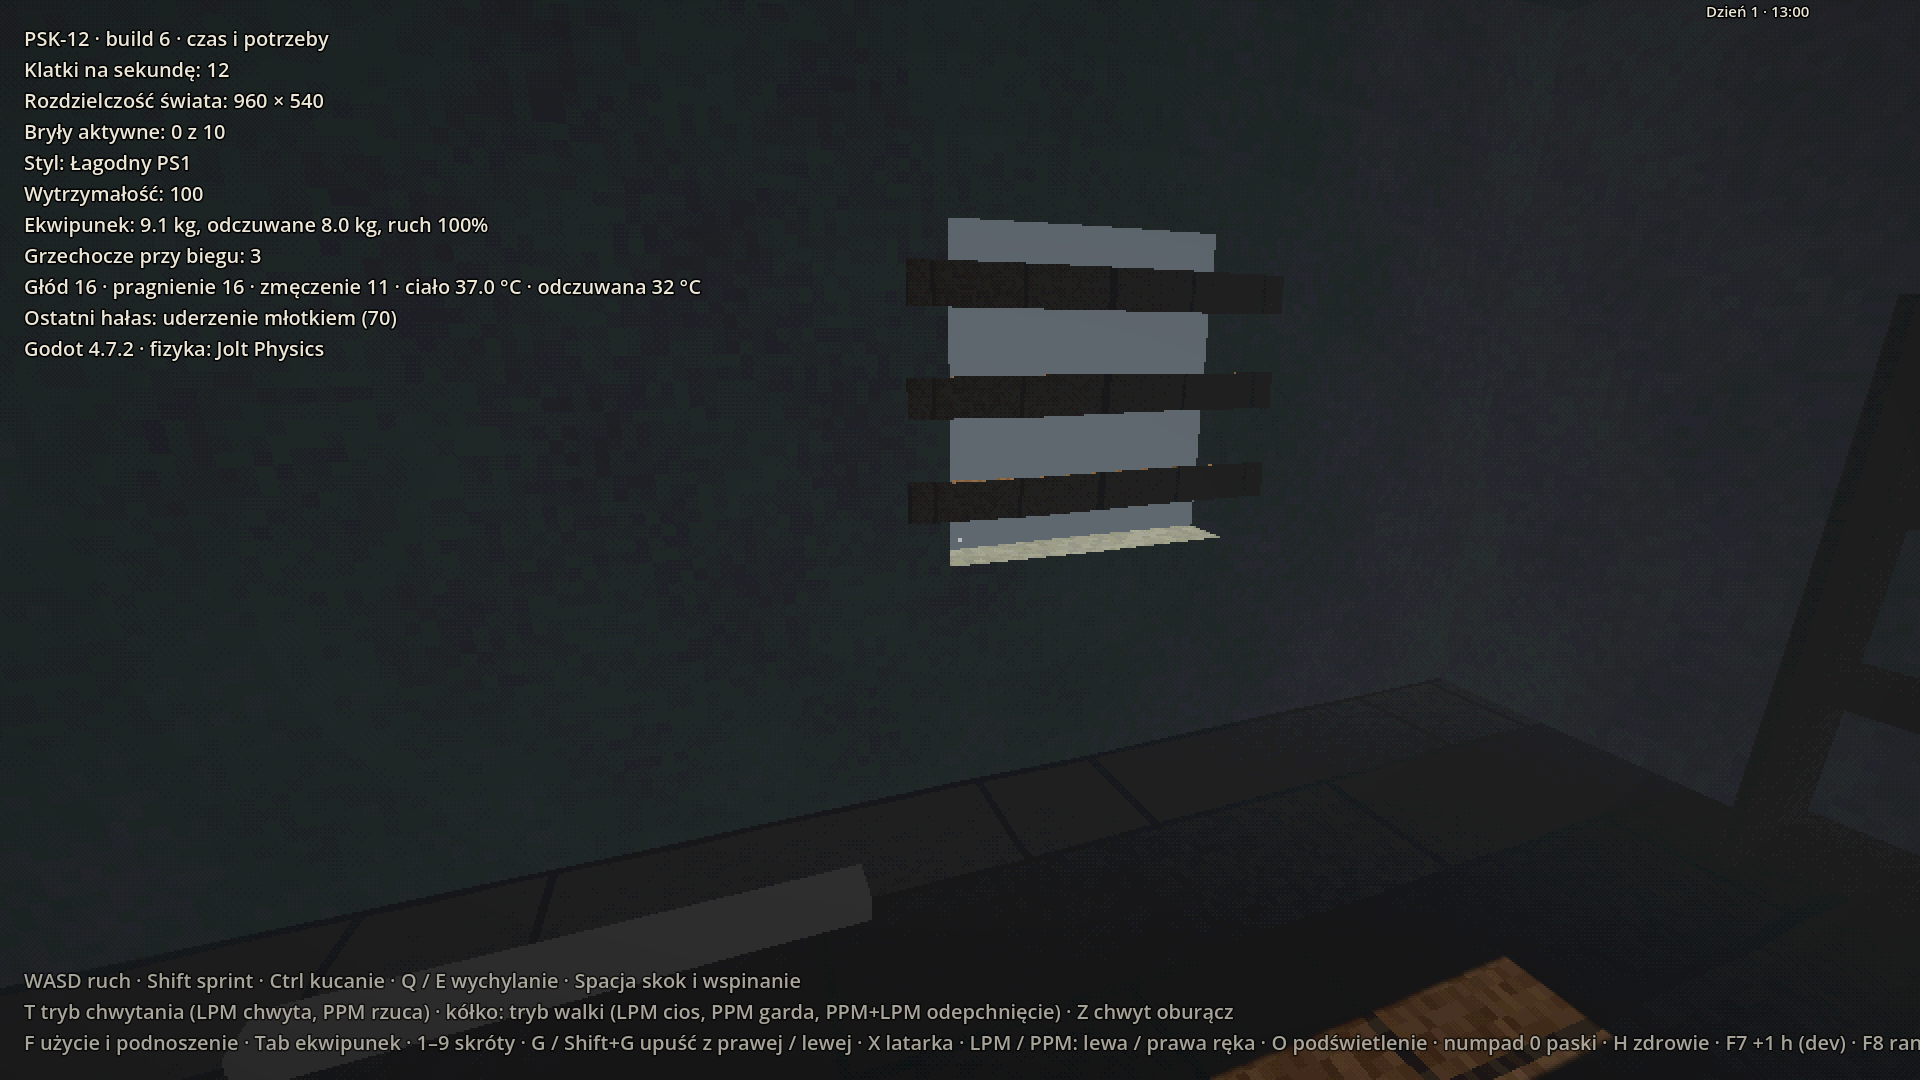 Dzień 1 · 13:00
PSK-12 · build 6 · czas i potrzeby
Klatki na sekundę: 12
Rozdzielczość świata: 960 × 540
Bryły aktywne: 0 z 10
Styl: Łagodny PS1
Wytrzymałość: 100
Ekwipunek: 9.1 kg, odczuwane 8.0 kg, ruch 100%
Grzechocze przy biegu: 3
Głód 16 · pragnienie 16 · zmęczenie 11 · ciało 37.0 °C · odczuwana 32 °C
Ostatni hałas: uderzenie młotkiem (70)
Godot 4.7.2 · fizyka: Jolt Physics
WASD ruch · Shift sprint · Ctrl kucanie · Q / E wychylanie · Spacja skok i wspinanie
T tryb chwytania (LPM chwyta, PPM rzuca) · kółko: tryb walki (LPM cios, PPM garda, PPM+LPM odepchnięcie) · Z chwyt oburącz
F użycie i podnoszenie · Tab ekwipunek · 1–9 skróty · G / Shift+G upuść z prawej / lewej · X latarka · LPM / PPM: lewa / prawa ręka · O podświetlenie · numpad 0 paski · H zdrowie · F7 +1 h (dev) · F8